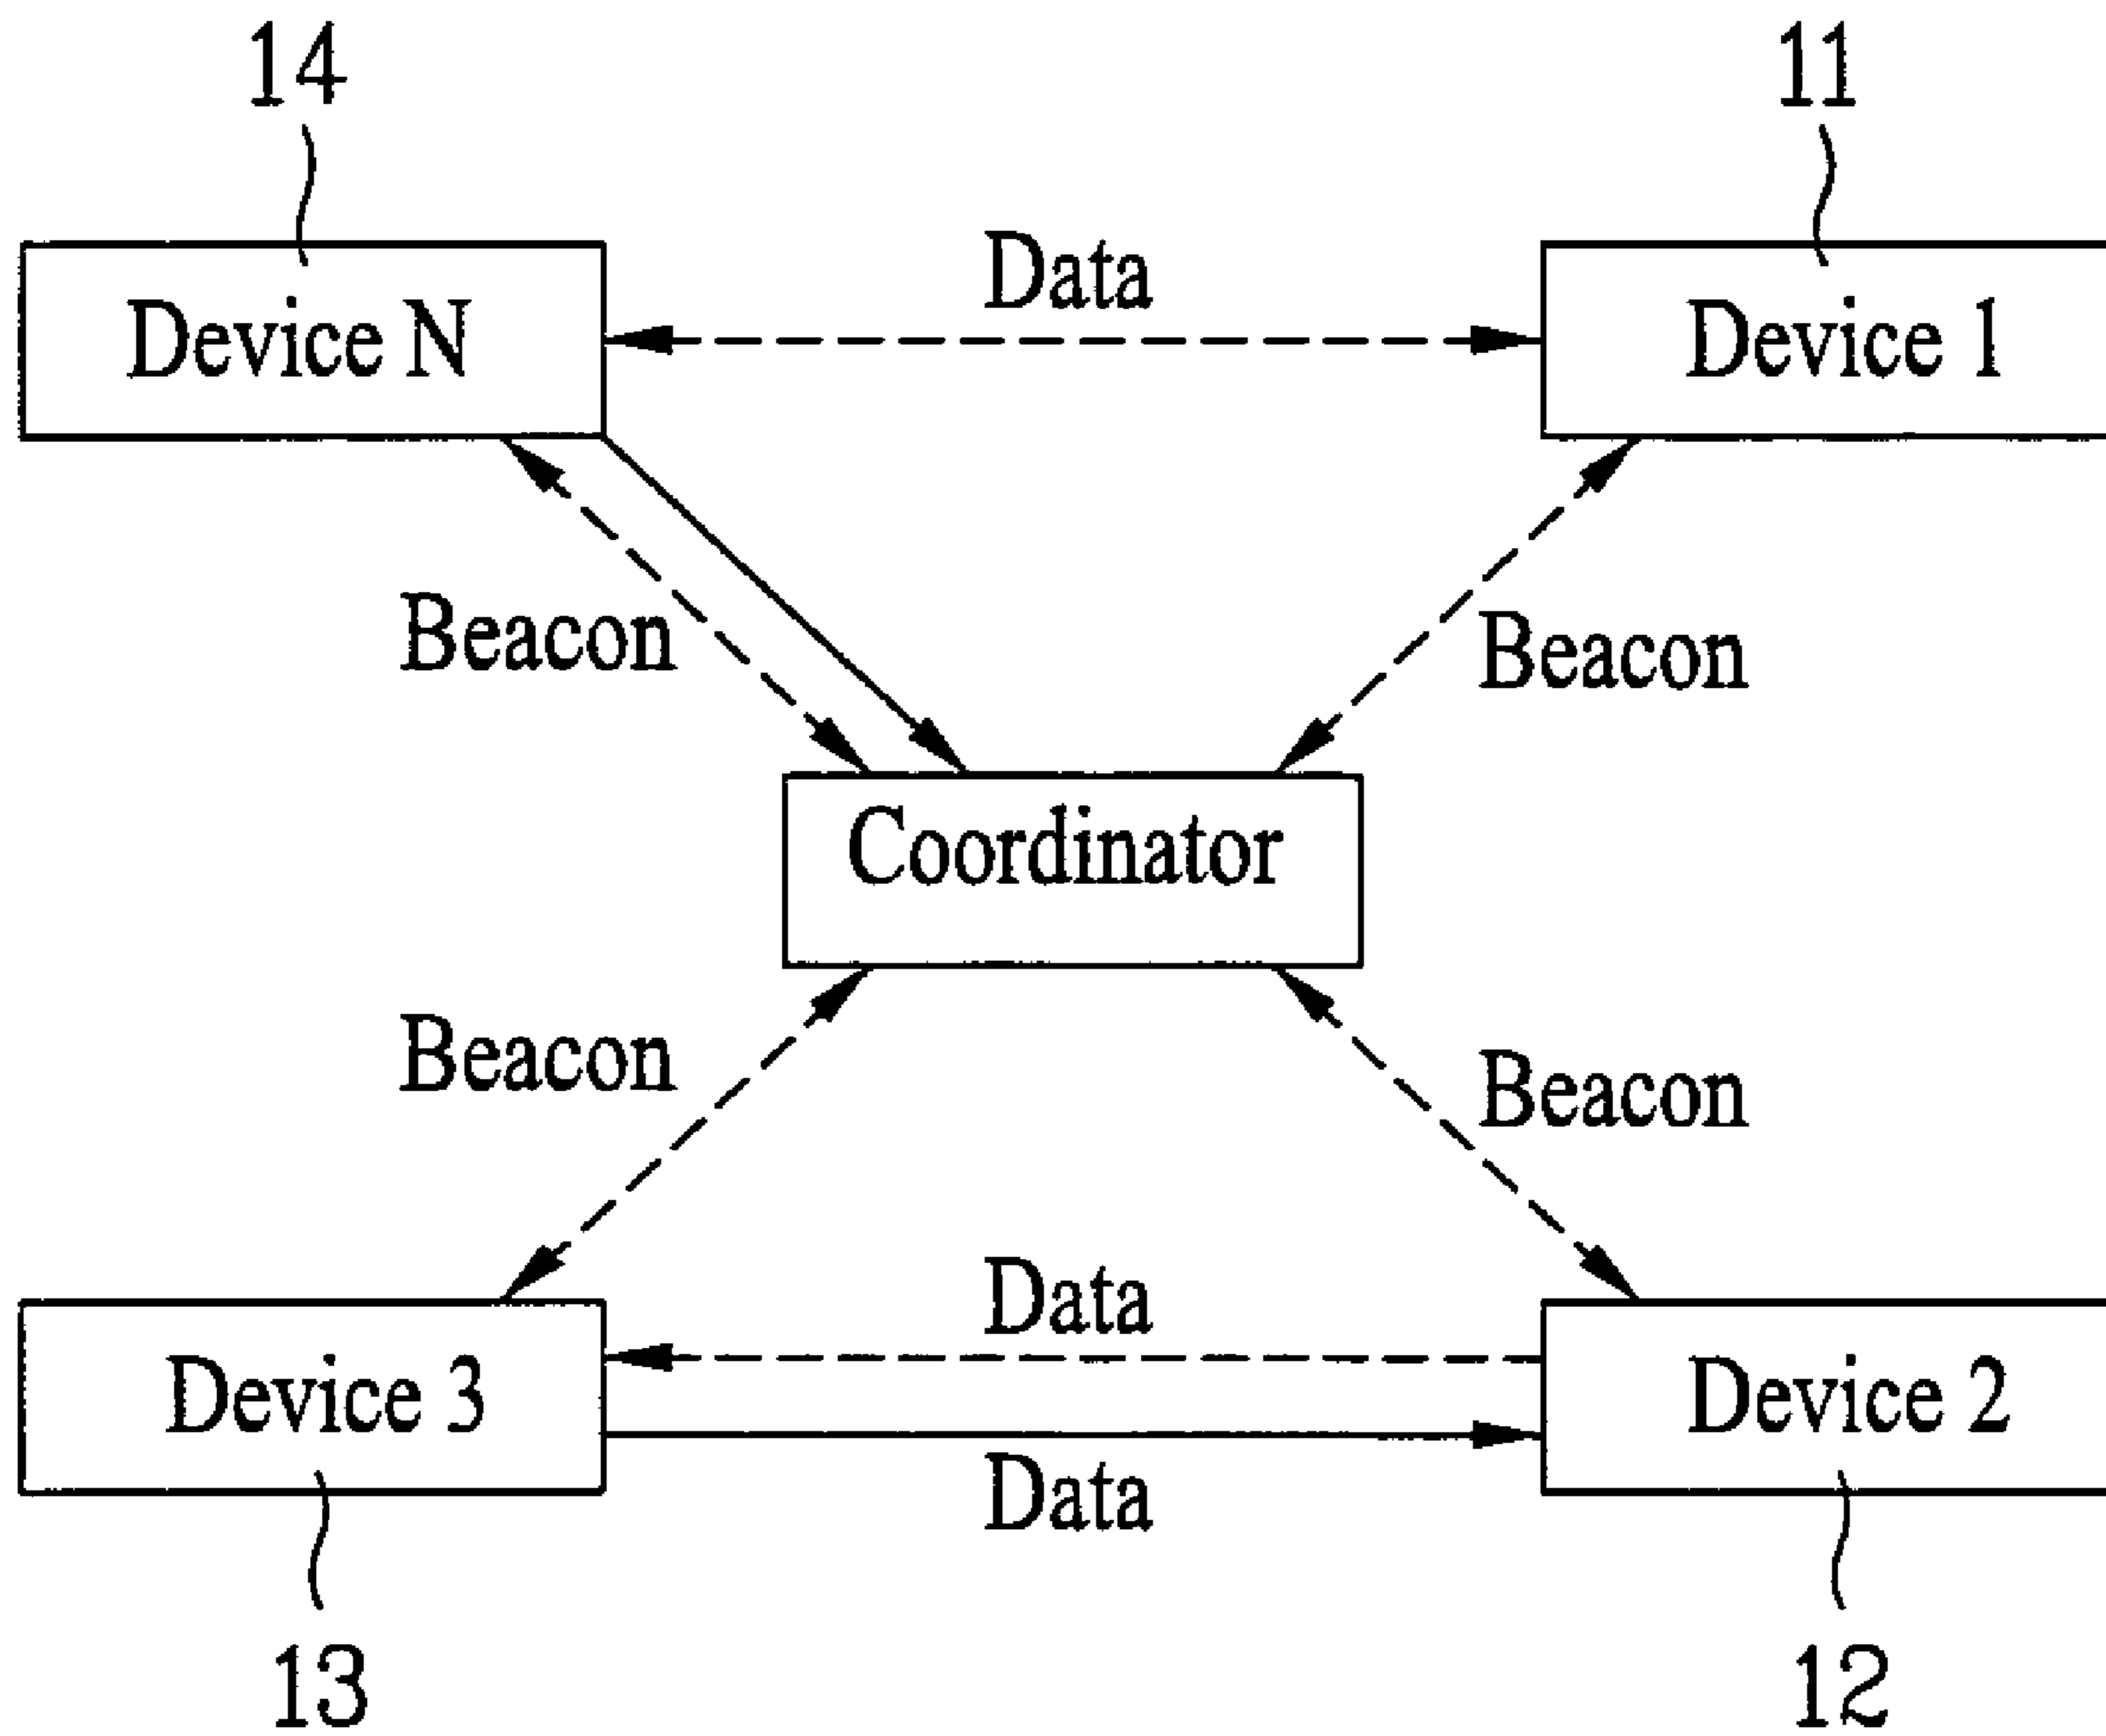 14
11
Data
Device N
Device 1
Beacon
Beacon
Coordinator
Beacon
Beacon
Data
Device 3
Device 2
Data
13
12